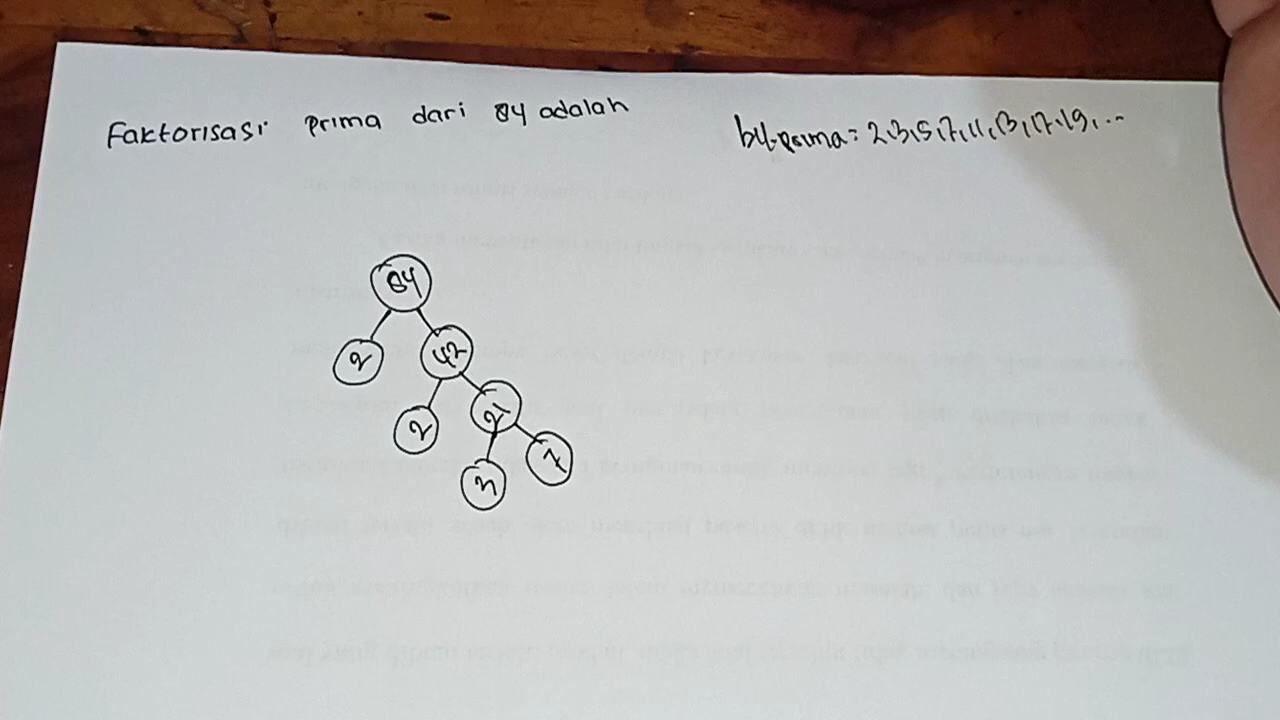 Faktorisasi prima dari 84 adalah
bil.prima = 2,3,5,7,11,13,17,19,...
84
2 42
2 21
3 7